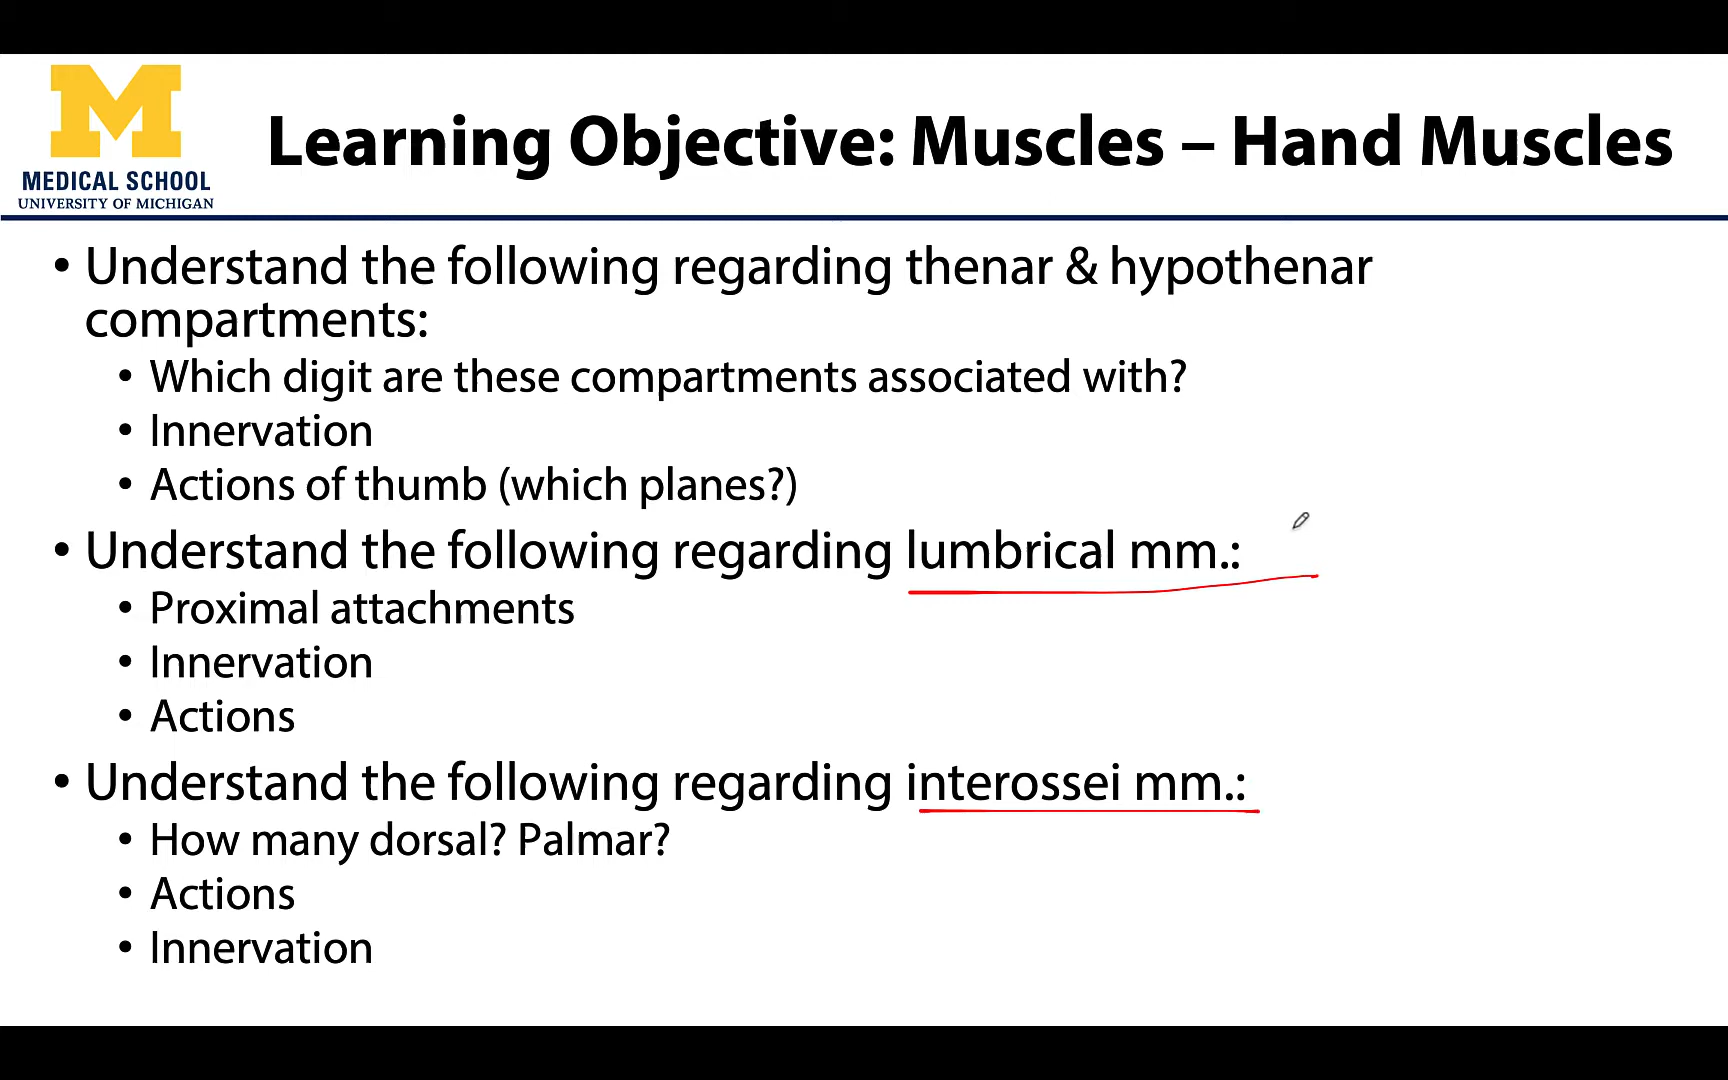 M
MEDICAL SCHOOL
UNIVERSITY OF MICHIGAN
Learning Objective: Muscles – Hand Muscles
• Understand the following regarding thenar & hypothenar
compartments:
• Which digit are these compartments associated with?
• Innervation
• Actions of thumb (which planes?)
• Understand the following regarding lumbrical mm.:
• Proximal attachments
• Innervation
• Actions
• Understand the following regarding interossei mm.:
• How many dorsal? Palmar?
• Actions
• Innervation